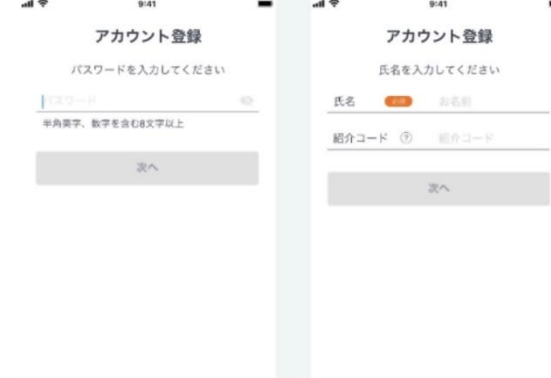 9:41
アカウント登録
パスワードを入力してください
パスワード
半角英字、数字を含む8文字以上
次へ
9:41
アカウント登録
氏名を入力してください
氏名 必須 お名前
紹介コード ? 紹介コード
次へ